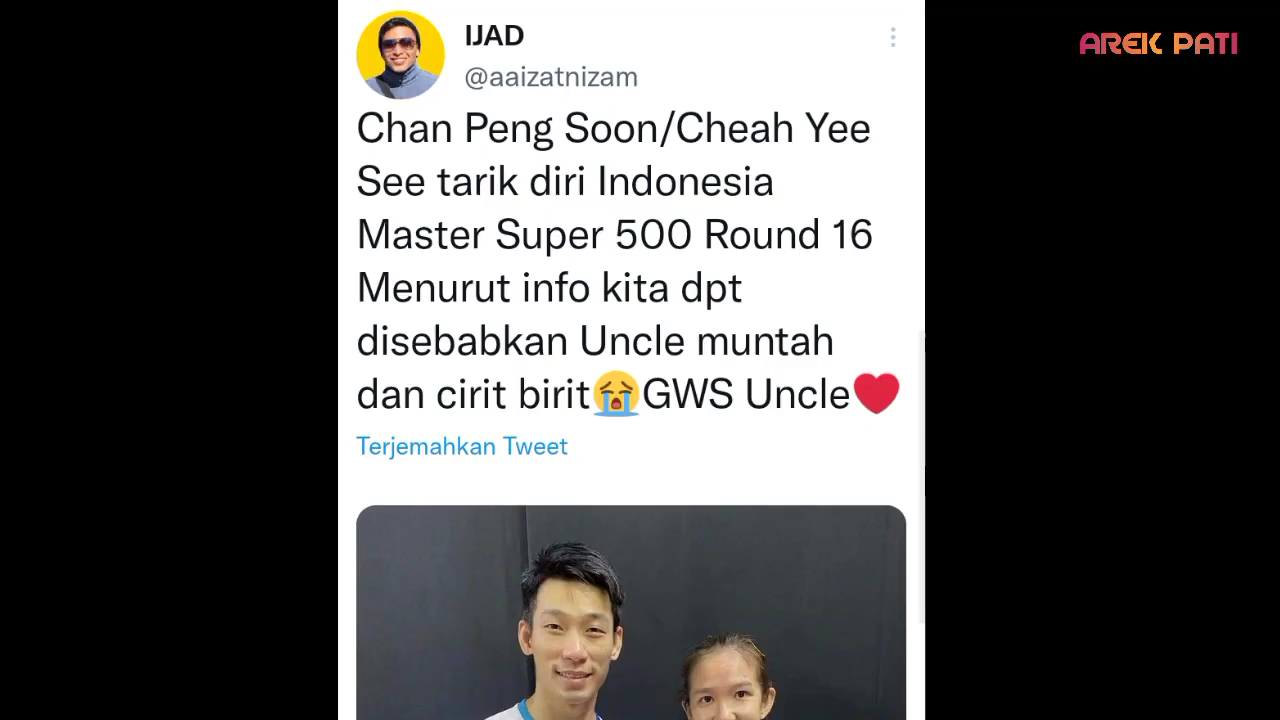 IJAD
AREK PATI
@aaizatnizam
Chan Peng Soon/Cheah Yee
See tarik diri Indonesia
Master Super 500 Round 16
Menurut info kita dpt
disebabkan Uncle muntah
dan cirit birit😭GWS Uncle❤️
Terjemahkan Tweet